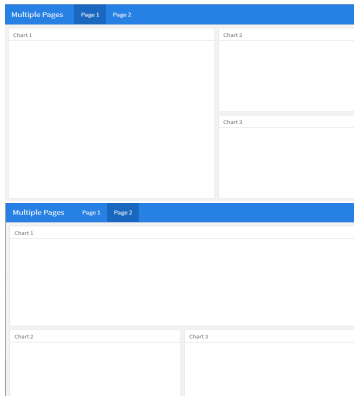 Multiple Pages Page 1 Page 2
Chart 1 Chart 2
Chart 3
Multiple Pages Page 1 Page 2
Chart 1
Chart 2 Chart 3